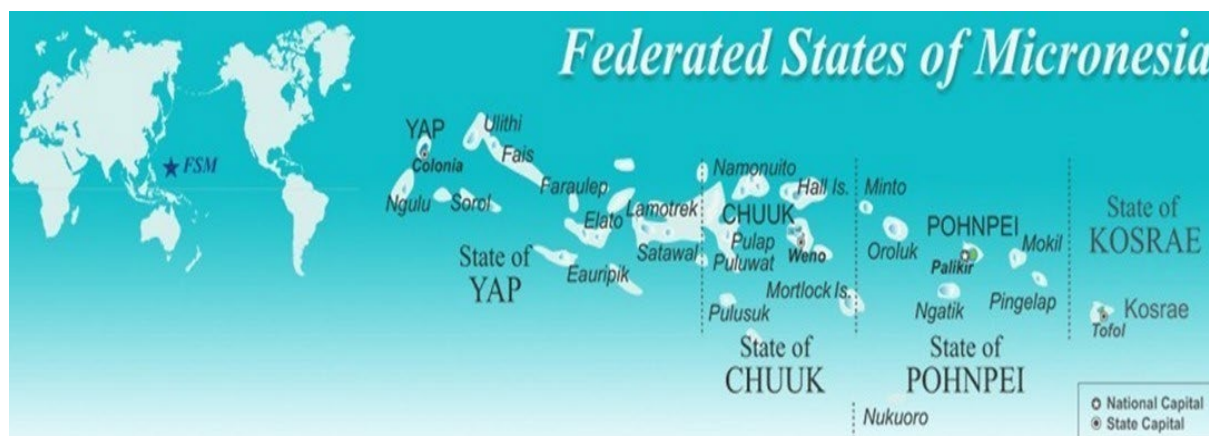 Federated States of Micronesia
FSM
YAP
Colonia
Ulithi
Fais
Ngulu
Sorol
Faraulep
Elato
Lamotrek
Satawal
Eauripik
State of
YAP
Namonuito
Hall Is.
CHUUK
Pulap
Puluwat
Weno
Pulusuk
Mortlock Is.
State of
CHUUK
Minto
Oroluk
POHNPEI
Palikir
Mokil
Ngatik
Pingelap
State of
POHNPEI
Nukuoro
State of
KOSRAE
Kosrae
Tofol
National Capital
State Capital